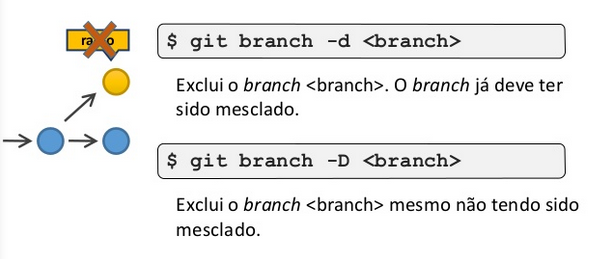 $ git branch -d <branch>
Exclui o branch <branch>. O branch já deve ter
sido mesclado.
$ git branch -D <branch>
Exclui o branch <branch> mesmo não tendo sido
mesclado.